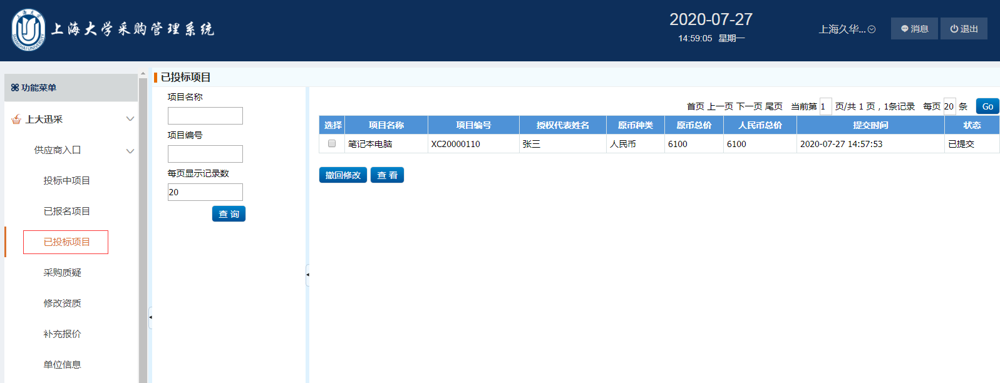 上海大学采购管理系统
上海大学
SHANGHAI UNIVERSITY
2020-07-27
14:59:05 星期一
上海久华...
消息
退出
功能菜单
上大迅采
供应商入口
投标中项目
已报名项目
已投标项目
采购质疑
修改资质
补充报价
单位信息
已投标项目
项目名称
项目编号
每页显示记录数
20
查 询
首页 上一页 下一页 尾页 当前第 1 页/共 1 页，1条记录 每页 20 条 Go
选择 项目名称 项目编号 授权代表姓名 原币种类 原币总价 人民币总价 提交时间 状态
笔记本电脑 XC20000110 张三 人民币 6100 6100 2020-07-27 14:57:53 已提交
撤回修改 查 看